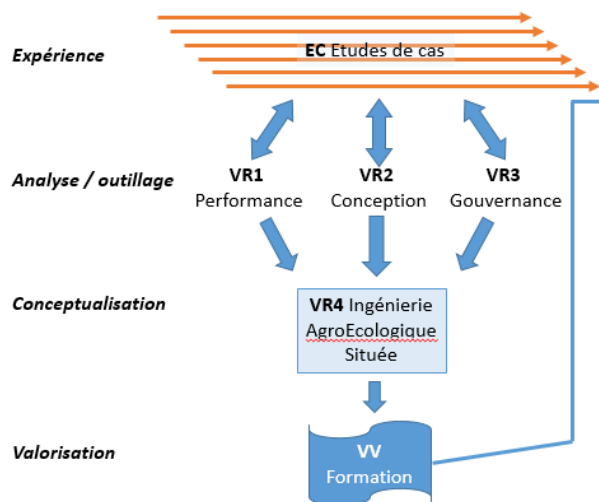 Expérience
EC Etudes de cas
Analyse / outillage
VR1
Performance
VR2
Conception
VR3
Gouvernance
Conceptualisation
VR4 Ingénierie
AgroEcologique
Située
Valorisation
VV
Formation